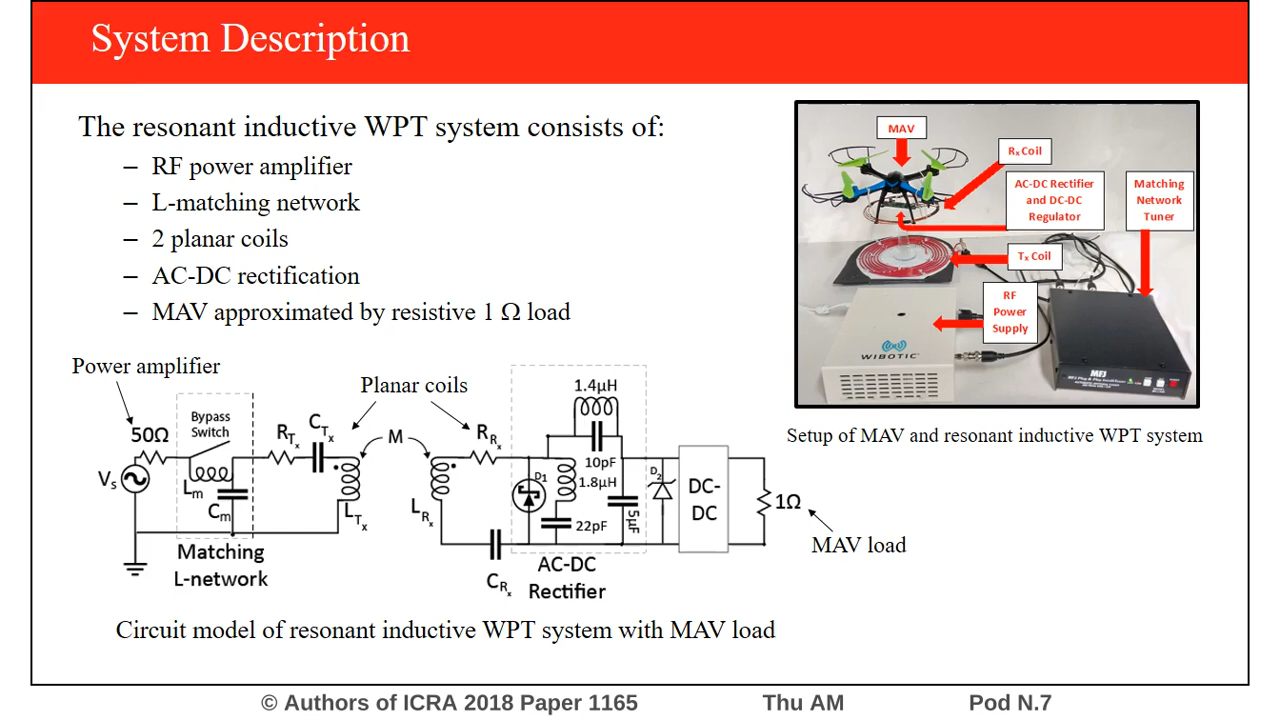 System Description
The resonant inductive WPT system consists of:
– RF power amplifier
– L-matching network
– 2 planar coils
– AC-DC rectification
– MAV approximated by resistive 1 Ω load
MAV
Rx Coil
AC-DC Rectifier
and DC-DC
Regulator
Matching
Network
Tuner
Tx Coil
RF
Power
Supply
WIBOTIC
MFJ
Setup of MAV and resonant inductive WPT system
Power amplifier
Planar coils
50Ω
Bypass
Switch
Vs
Lm
Cm
RTx
CTx
LTx
M
RRx
LRx
CRx
D1
1.4µH
10pF
1.8µH
22pF
5µF
D2
DC-
DC
1Ω
MAV load
Matching
L-network
AC-DC
Rectifier
Circuit model of resonant inductive WPT system with MAV load
© Authors of ICRA 2018 Paper 1165 Thu AM Pod N.7